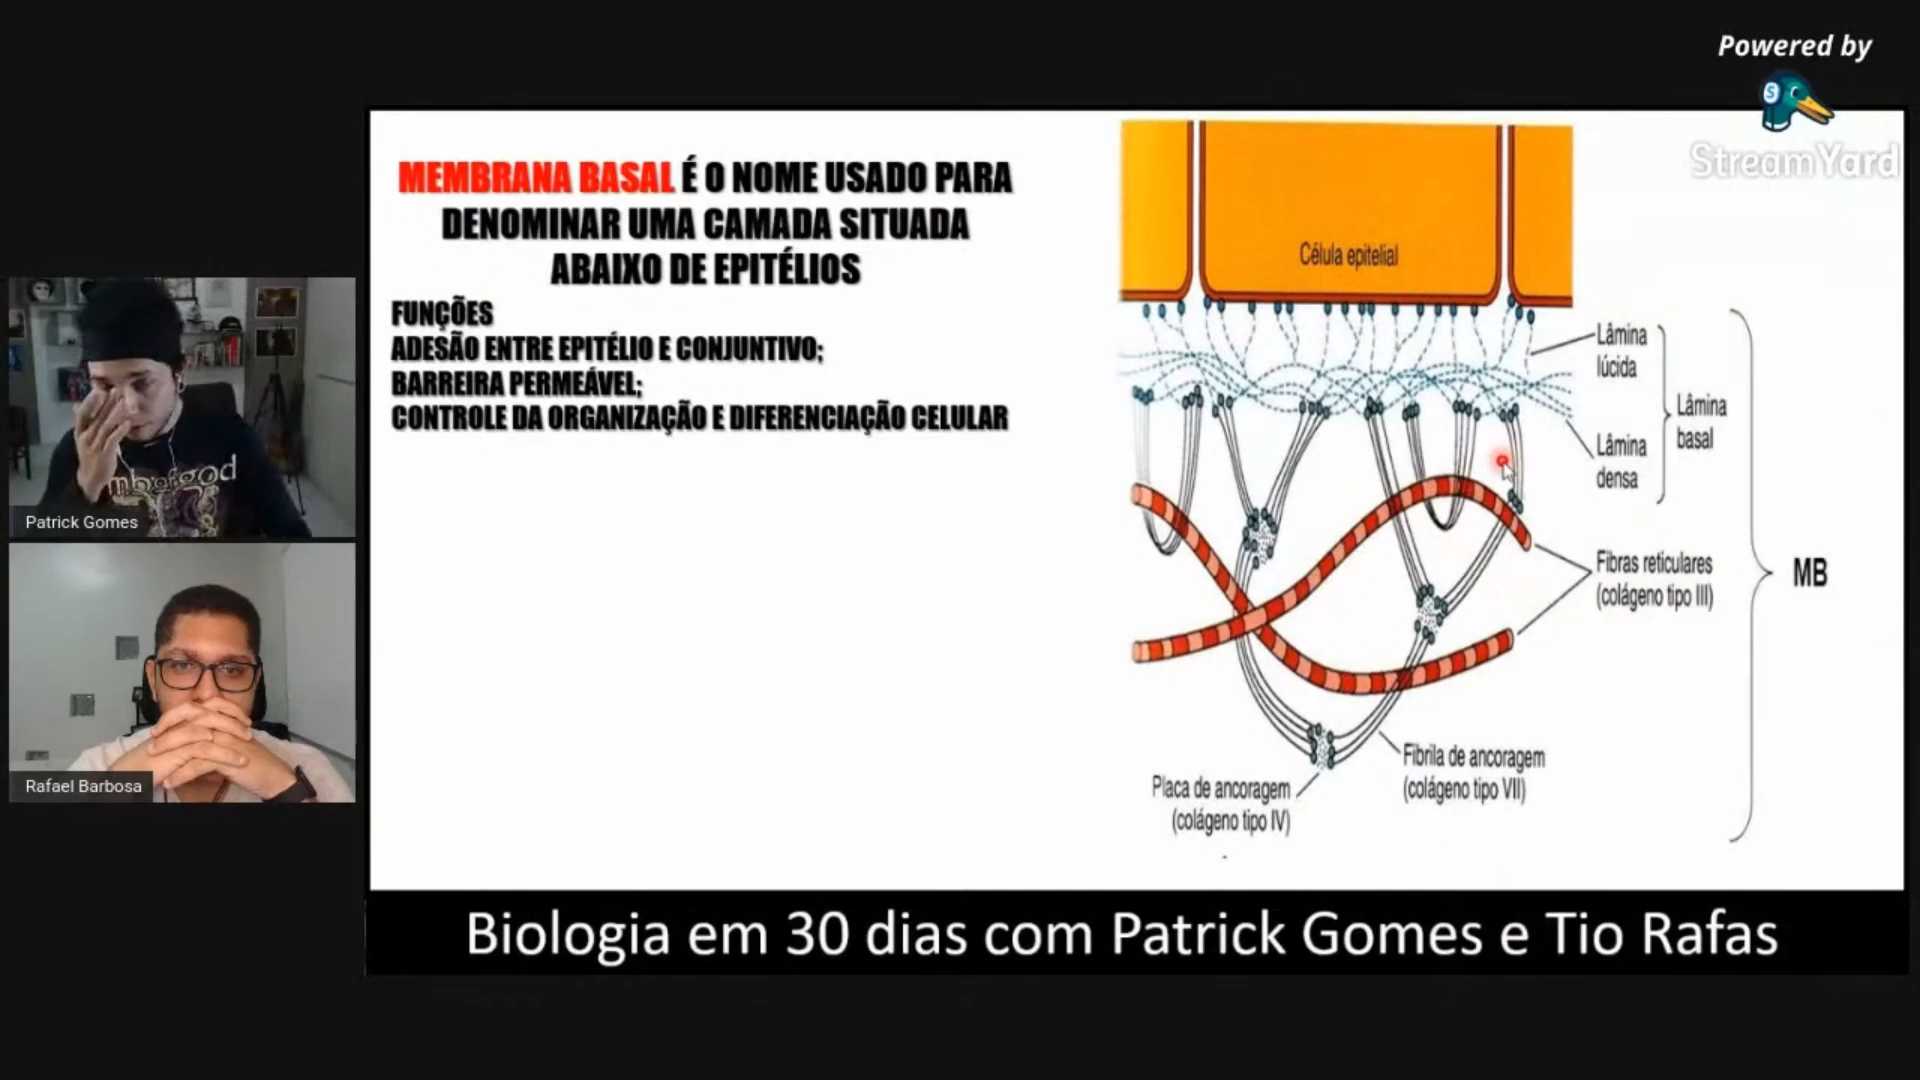 Powered by
StreamYard
MEMBRANA BASAL É O NOME USADO PARA
DENOMINAR UMA CAMADA SITUADA
ABAIXO DE EPITÉLIOS
FUNÇÕES
ADESÃO ENTRE EPITÉLIO E CONJUNTIVO;
BARREIRA PERMEÁVEL;
CONTROLE DA ORGANIZAÇÃO E DIFERENCIAÇÃO CELULAR
Célula epitelial
Lâmina
lúcida
Lâmina
basal
Lâmina
densa
Fibras reticulares
(colágeno tipo III)
MB
Fibrila de ancoragem
(colágeno tipo VII)
Placa de ancoragem
(colágeno tipo IV)
Patrick Gomes
Rafael Barbosa
Biologia em 30 dias com Patrick Gomes e Tio Rafas